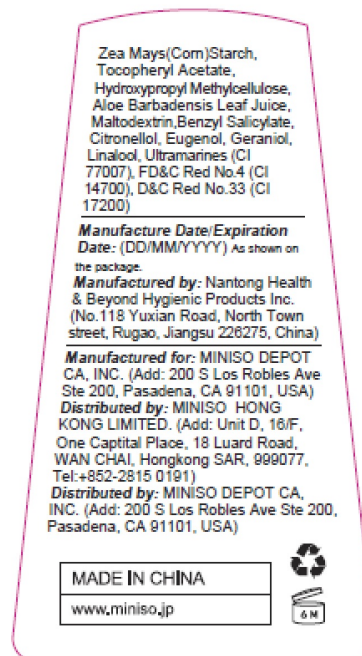 Zea Mays(Corn)Starch,
Tocopheryl Acetate,
Hydroxypropyl Methylcellulose,
Aloe Barbadensis Leaf Juice,
Maltodextrin,Benzyl Salicylate,
Citronellol, Eugenol, Geraniol,
Linalool, Ultramarines (CI
77007), FD&C Red No.4 (CI
14700), D&C Red No.33 (CI
17200)
Manufacture Date/Expiration
Date: (DD/MM/YYYY) As shown on
the package.
Manufactured by: Nantong Health
& Beyond Hygienic Products Inc.
(No.118 Yuxian Road, North Town
street, Rugao, Jiangsu 226275, China)
Manufactured for: MINISO DEPOT
CA, INC. (Add: 200 S Los Robles Ave
Ste 200, Pasadena, CA 91101, USA)
Distributed by: MINISO HONG
KONG LIMITED. (Add: Unit D, 16/F,
One Captital Place, 18 Luard Road,
WAN CHAI, Hongkong SAR, 999077,
Tel:+852-2815 0191)
Distributed by: MINISO DEPOT CA,
INC. (Add: 200 S Los Robles Ave Ste 200,
Pasadena, CA 91101, USA)
MADE IN CHINA
www.miniso.jp
6 M